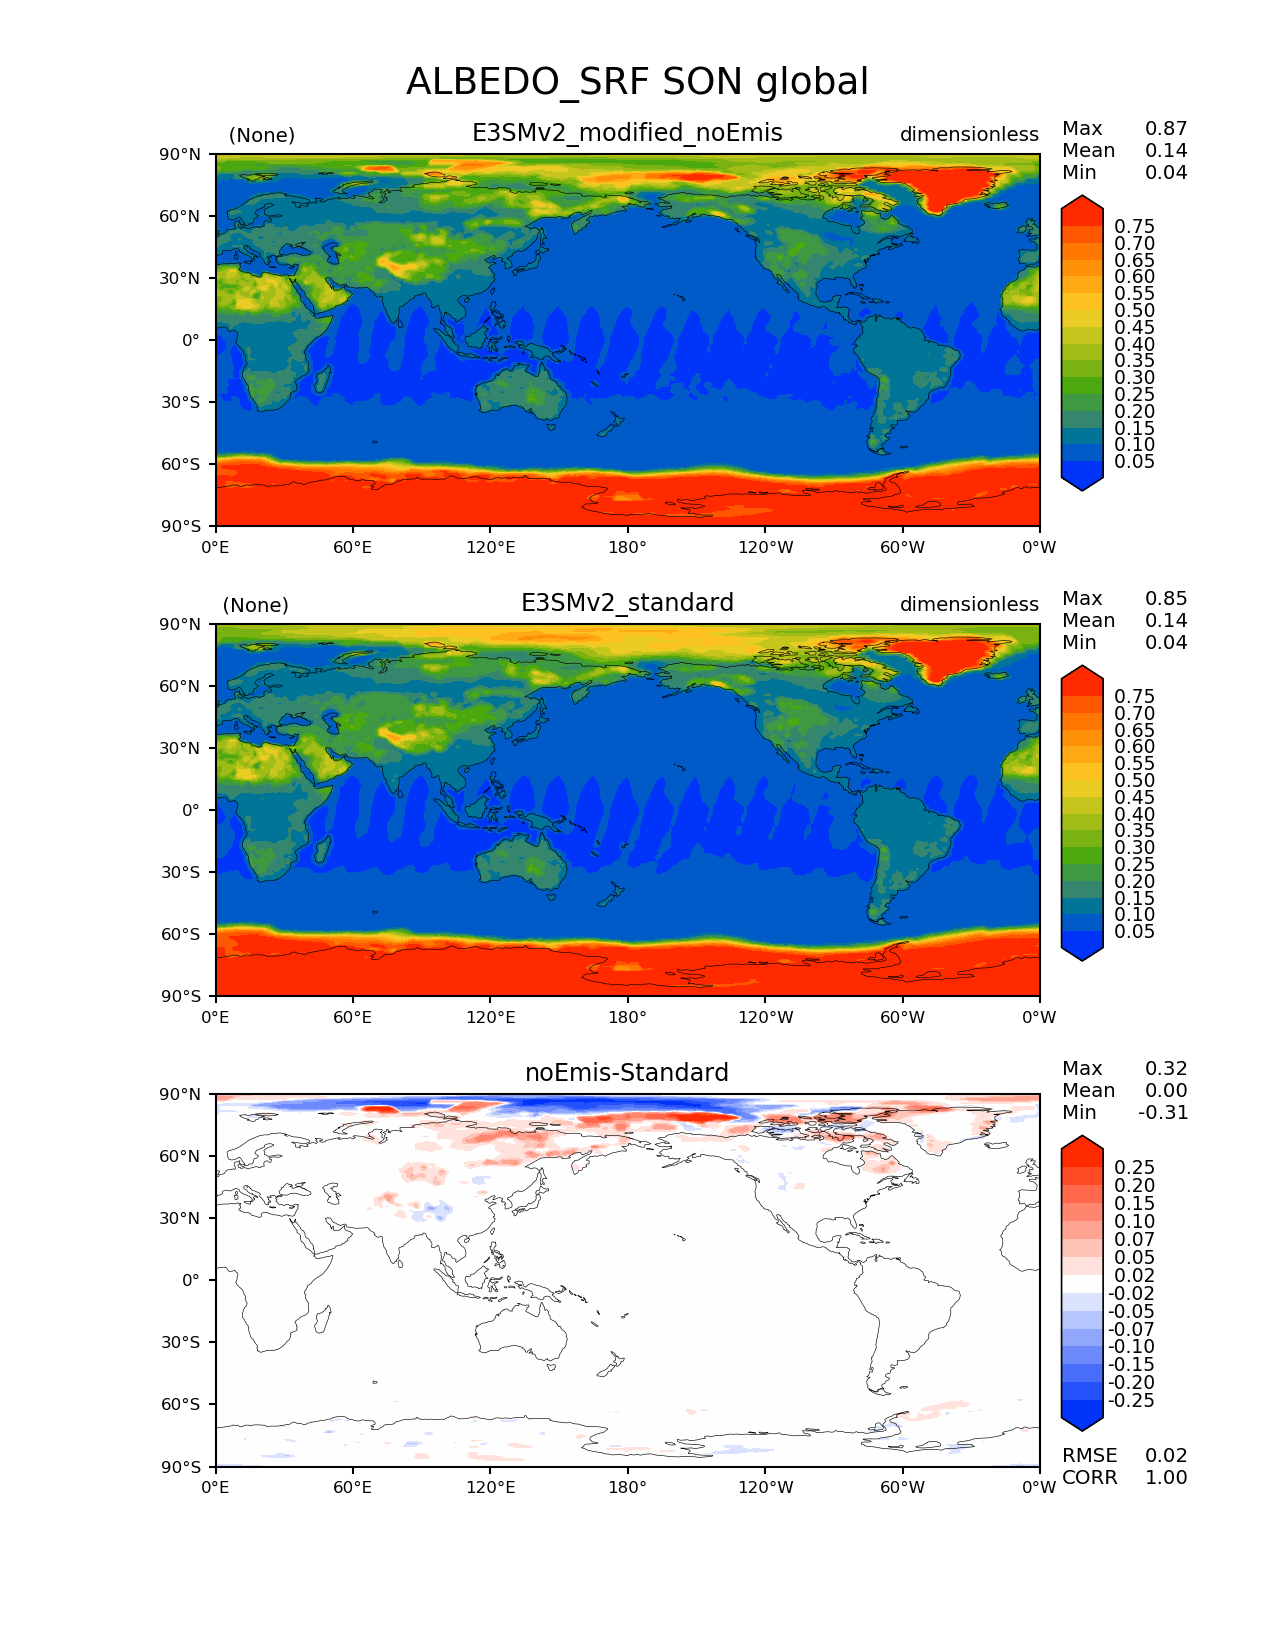 ALBEDO_SRF SON global
(None) E3SMv2_modified_noEmis dimensionless
Max 0.87
Mean 0.14
Min 0.04
90°N
60°N
30°N
0°
30°S
60°S
90°S
0°E 60°E 120°E 180° 120°W 60°W 0°W
0.75
0.70
0.65
0.60
0.55
0.50
0.45
0.40
0.35
0.30
0.25
0.20
0.15
0.10
0.05
(None) E3SMv2_standard dimensionless
Max 0.85
Mean 0.14
Min 0.04
90°N
60°N
30°N
0°
30°S
60°S
90°S
0°E 60°E 120°E 180° 120°W 60°W 0°W
0.75
0.70
0.65
0.60
0.55
0.50
0.45
0.40
0.35
0.30
0.25
0.20
0.15
0.10
0.05
noEmis-Standard
Max 0.32
Mean 0.00
Min -0.31
90°N
60°N
30°N
0°
30°S
60°S
90°S
0°E 60°E 120°E 180° 120°W 60°W 0°W
0.25
0.20
0.15
0.10
0.07
0.05
0.02
-0.02
-0.05
-0.07
-0.10
-0.15
-0.20
-0.25
RMSE 0.02
CORR 1.00